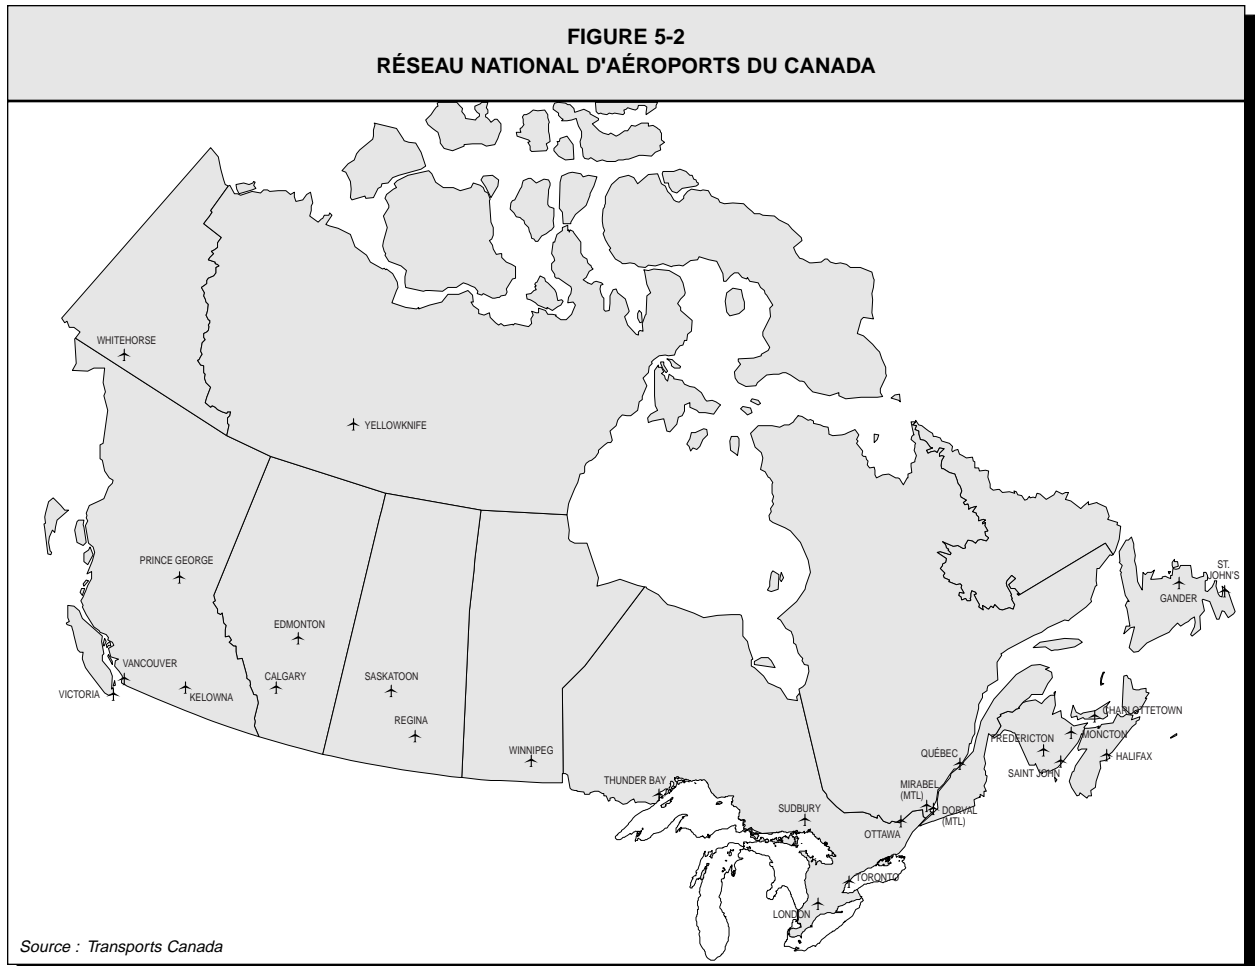 FIGURE 5-2
RÉSEAU NATIONAL D'AÉROPORTS DU CANADA
WHITEHORSE
YELLOWKNIFE
PRINCE GEORGE
ST.
JOHN'S
GANDER
EDMONTON
VANCOUVER
CALGARY
SASKATOON
VICTORIA
KELOWNA
REGINA
CHARLOTTETOWN
FREDERICTON
MONCTON
WINNIPEG
QUÉBEC
HALIFAX
SAINT JOHN
THUNDER BAY
MIRABEL
(MTL)
SUDBURY
DORVAL
(MTL)
OTTAWA
TORONTO
LONDON
Source : Transports Canada